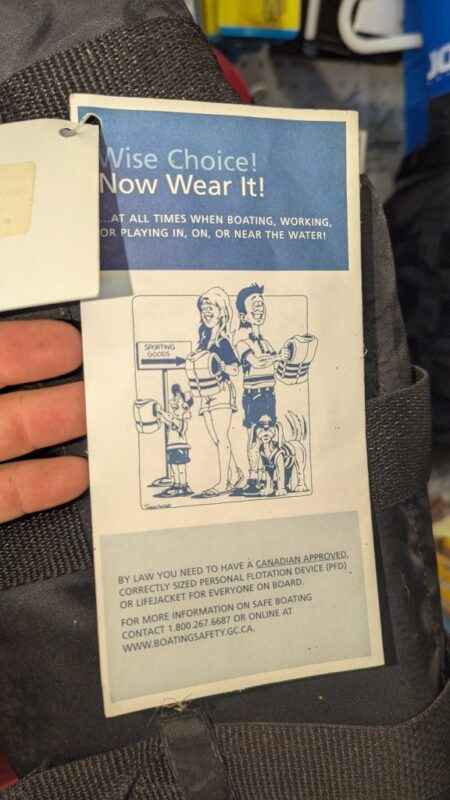 Wise Choice!
Now Wear It!
...AT ALL TIMES WHEN BOATING, WORKING,
OR PLAYING IN, ON, OR NEAR THE WATER!
SPORTING
GOODS
BY LAW YOU NEED TO HAVE A CANADIAN APPROVED,
CORRECTLY SIZED PERSONAL FLOTATION DEVICE (PFD)
OR LIFEJACKET FOR EVERYONE ON BOARD.
FOR MORE INFORMATION ON SAFE BOATING
CONTACT 1.800.267.6687 OR ONLINE AT
WWW.BOATINGSAFETY.GC.CA.